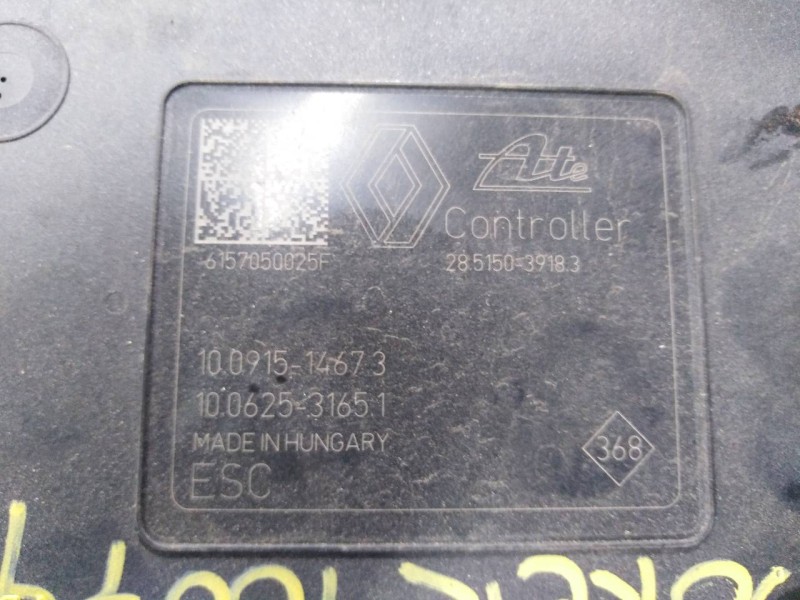 Ate
Controller
6157050025F
28.5150-3918.3
10.0915-1467.3
10.0625-3165.1
MADE IN HUNGARY
368
ESC